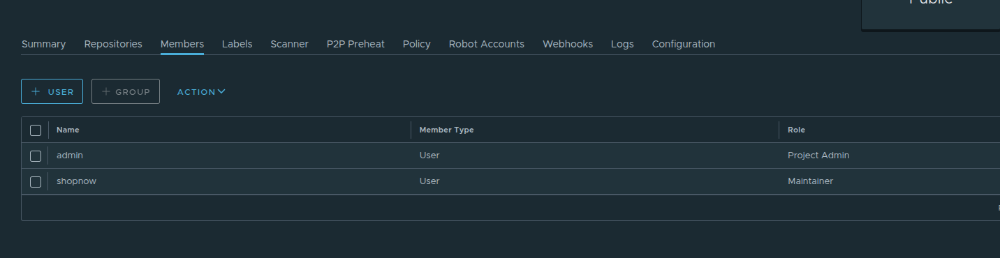 Public
Summary Repositories Members Labels Scanner P2P Preheat Policy Robot Accounts Webhooks Logs Configuration
+ USER + GROUP ACTION
Name Member Type Role
admin User Project Admin
shopnow User Maintainer